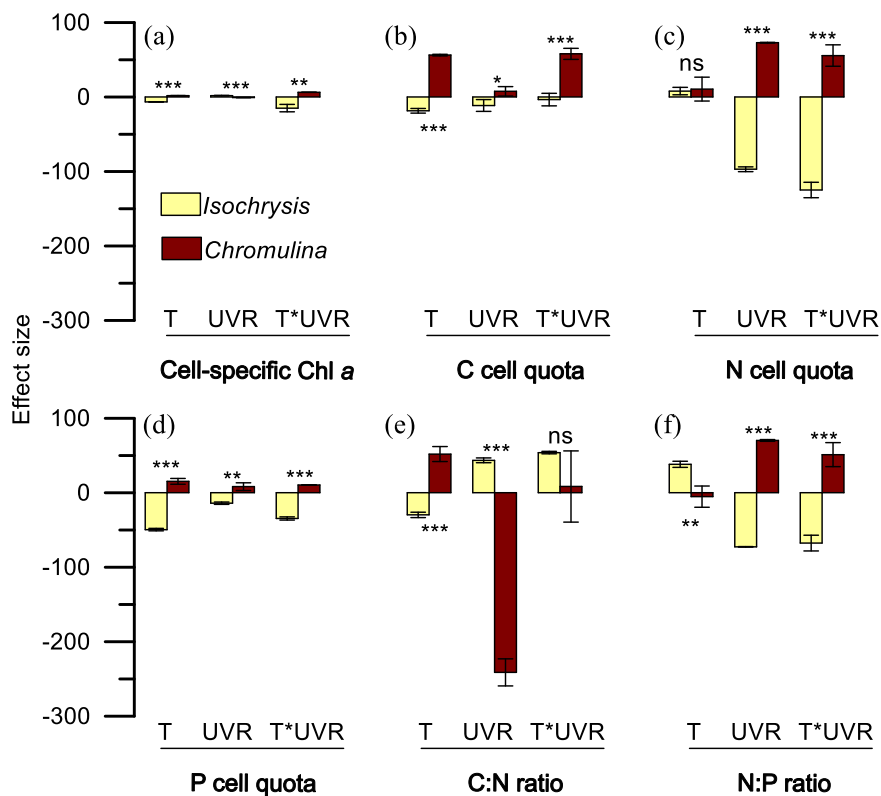 100
0
-100
-200
-300
Effect size
(a)
***
***
**
Isochrysis
Chromulina
T UVR T*UVR
Cell-specific Chl a
(b)
***
*
***
T UVR T*UVR
C cell quota
(c)
ns
***
***
T UVR T*UVR
N cell quota
100
0
-100
-200
-300
(d)
***
**
***
T UVR T*UVR
P cell quota
(e)
***
***
ns
T UVR T*UVR
C:N ratio
(f)
**
***
***
T UVR T*UVR
N:P ratio